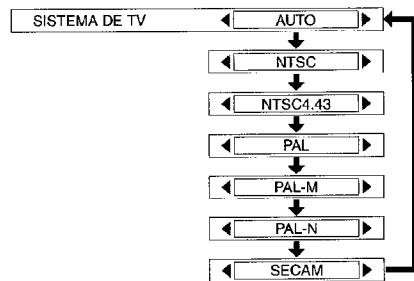 SISTEMA DE TV AUTO
NTSC
NTSC4.43
PAL
PAL-M
PAL-N
SECAM